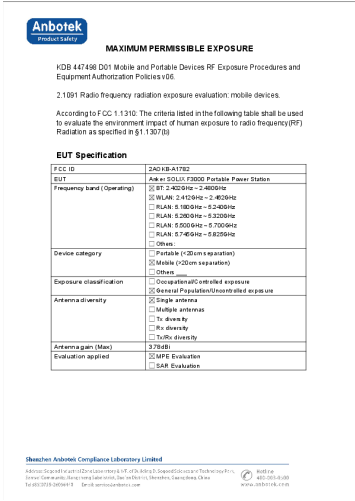 Anbotek
Product Safety
MAXIMUM PERMISSIBLE EXPOSURE
KDB 447498 D01 Mobile and Portable Devices RF Exposure Procedures and
Equipment Authorization Policies v06.
2.1091 Radio frequency radiation exposure evaluation: mobile devices.
According to FCC 1.1310: The criteria listed in the following table shall be used
to evaluate the environment impact of human exposure to radio frequency(RF)
Radiation as specified in §1.1307(b)
EUT Specification
FCC ID 2AOKB-A1782
EUT Anker SOLIX F3000 Portable Power Station
Frequency band (Operating) ☒ BT: 2.402GHz ~ 2.480GHz
☒ WLAN: 2.412GHz ~ 2.462GHz
☐ RLAN: 5.180GHz ~ 5.240GHz
☐ RLAN: 5.260GHz ~ 5.320GHz
☐ RLAN: 5.500GHz ~ 5.700GHz
☐ RLAN: 5.745GHz ~ 5.825GHz
☐ Others:
Device category ☐ Portable (<20cm separation)
☒ Mobile (>20cm separation)
☐ Others ___
Exposure classification ☐ Occupational/Controlled exposure
☒ General Population/Uncontrolled exposure
Antenna diversity ☒ Single antenna
☐ Multiple antennas
☐ Tx diversity
☐ Rx diversity
☐ Tx/Rx diversity
Antenna gain (Max) 3.78dBi
Evaluation applied ☒ MPE Evaluation
☐ SAR Evaluation
Shenzhen Anbotek Compliance Laboratory Limited
Hotline
400-003-0500
www.anbotek.com